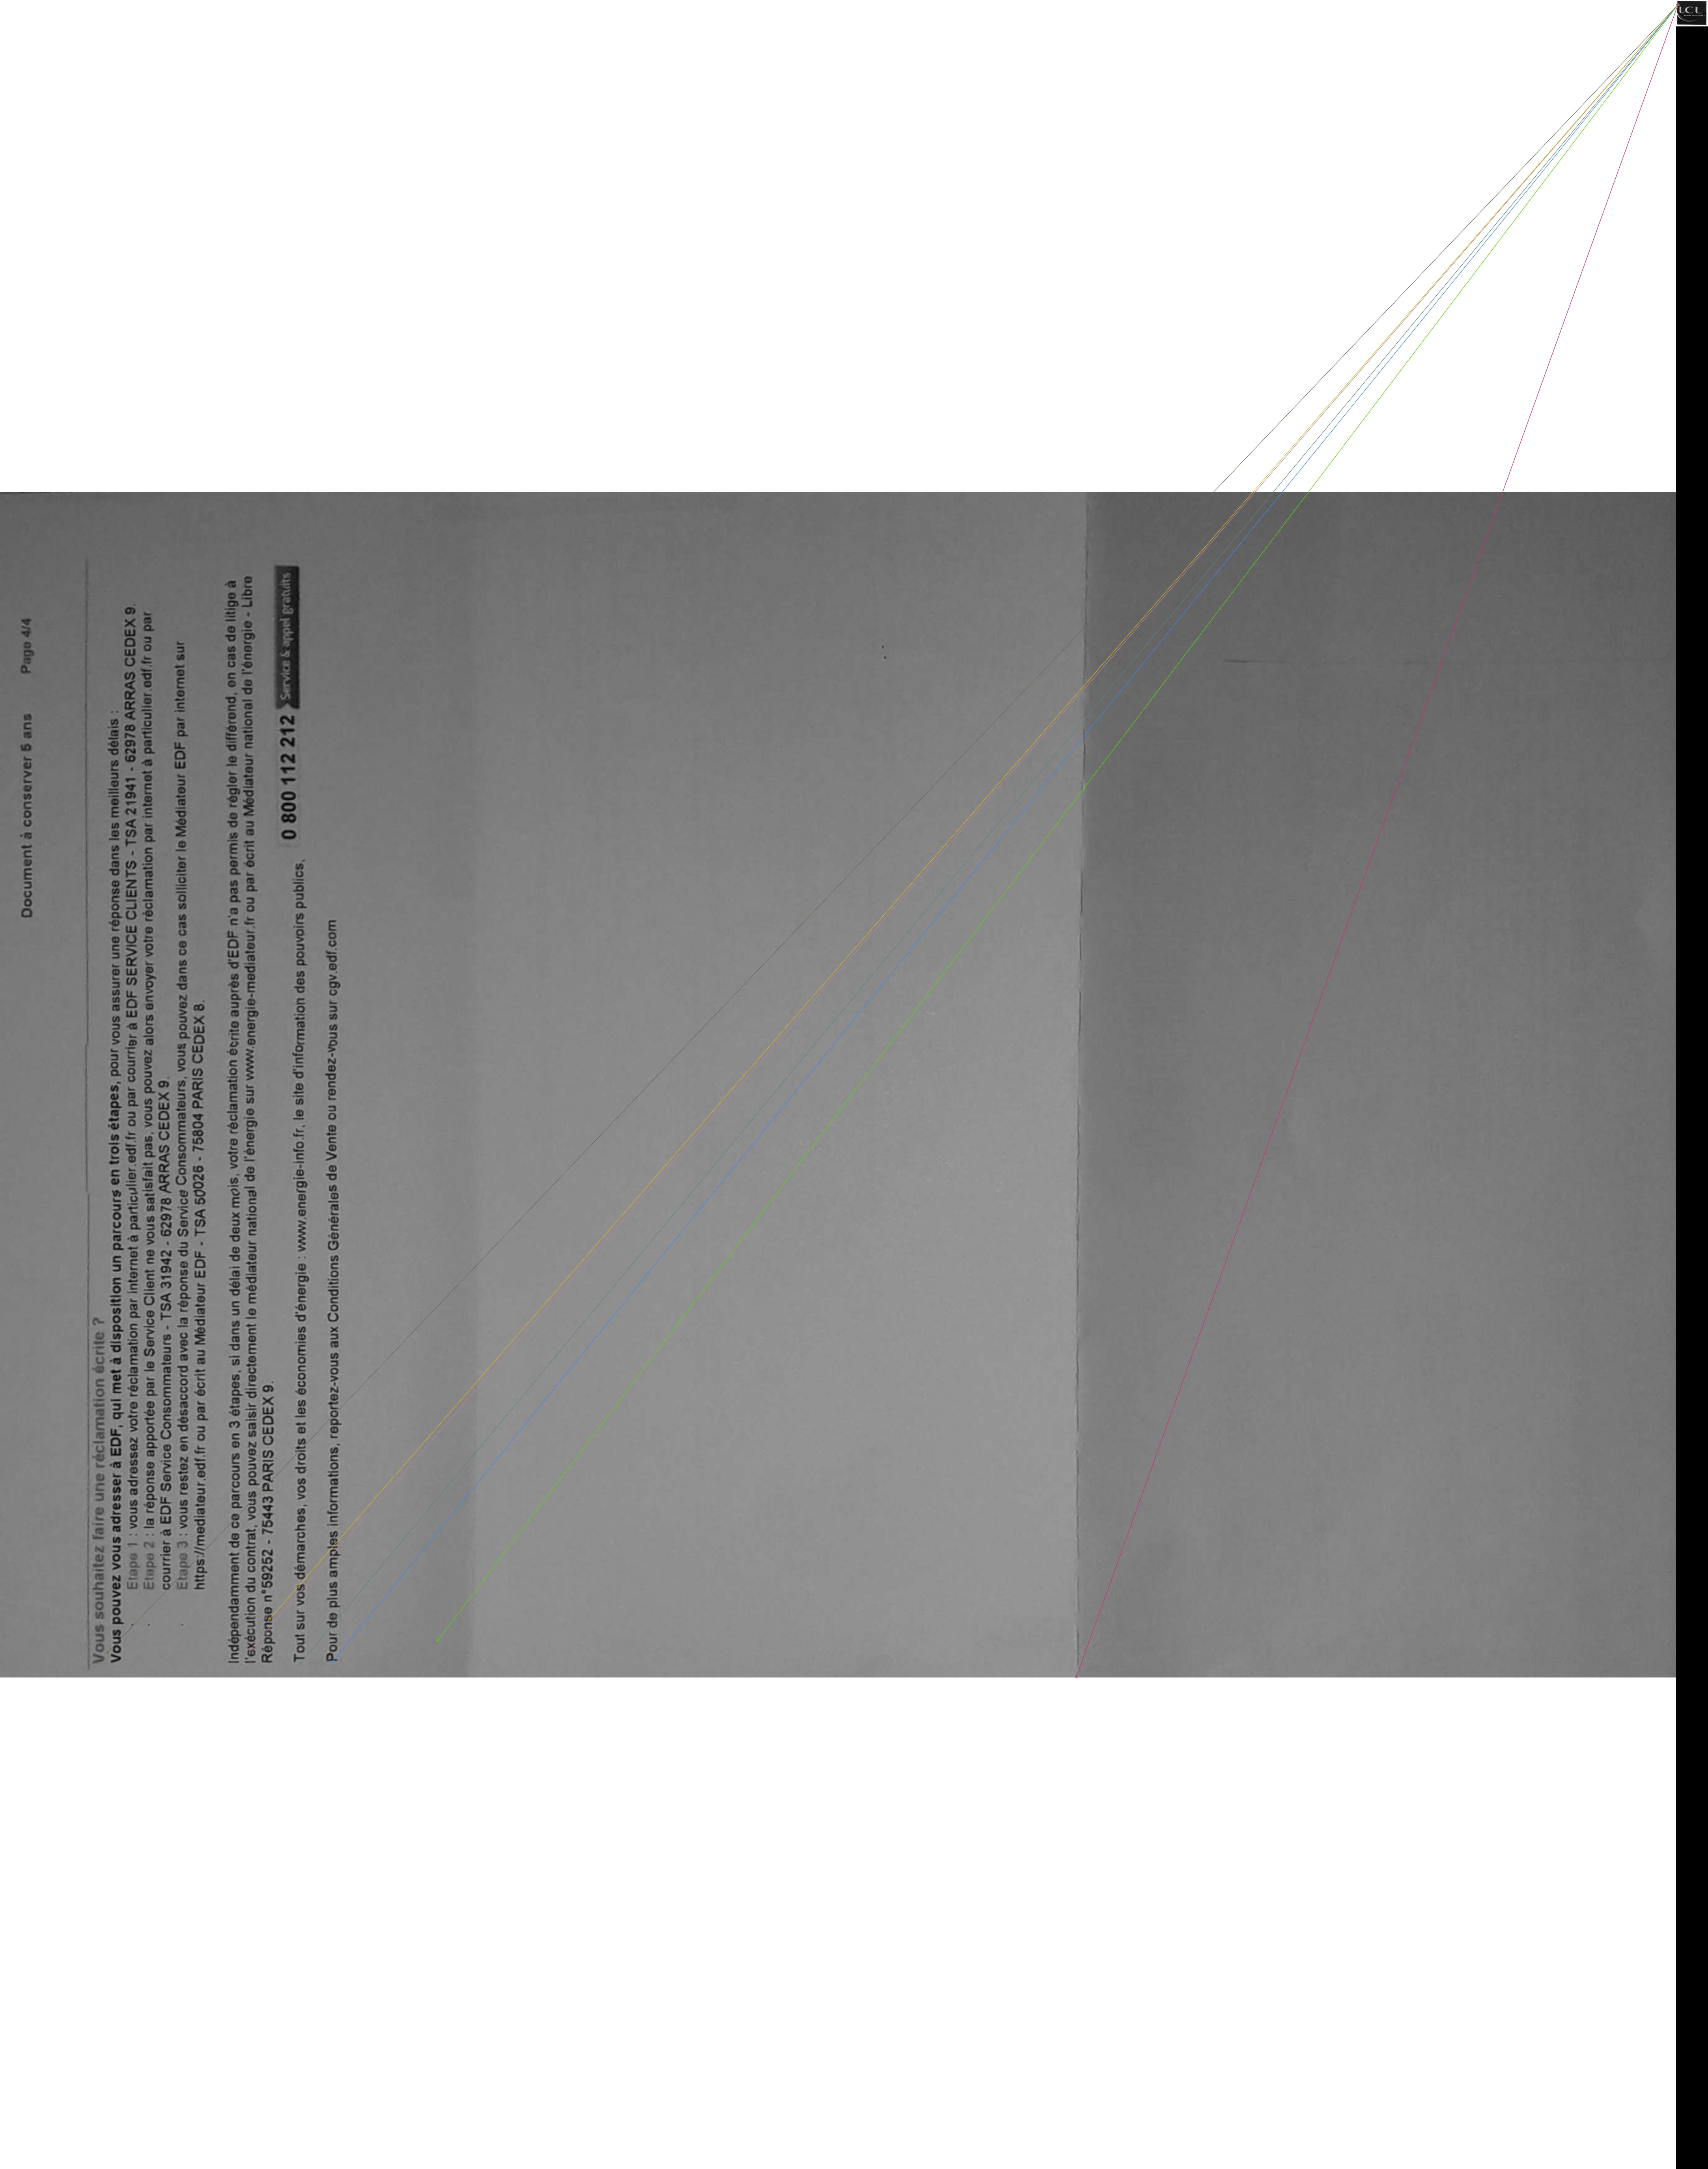 Document à conserver 5 ans Page 4/4
Vous souhaitez faire une réclamation écrite ?
Vous pouvez vous adresser à EDF, qui met à disposition un parcours en trois étapes, pour vous assurer une réponse dans les meilleurs délais :
. Etape 1 : vous adressez votre réclamation par internet à particulier.edf.fr ou par courrier à EDF SERVICE CLIENTS - TSA 21941 - 62978 ARRAS CEDEX 9.
. Etape 2 : la réponse apportée par le Service Client ne vous satisfait pas, vous pouvez alors envoyer votre réclamation par internet à particulier.edf.fr ou par
courrier à EDF Service Consommateurs - TSA 31942 - 62978 ARRAS CEDEX 9.
. Etape 3 : vous restez en désaccord avec la réponse du Service Consommateurs, vous pouvez dans ce cas solliciter le Médiateur EDF par internet sur
https://mediateur.edf.fr ou par écrit au Médiateur EDF - TSA 50026 - 75804 PARIS CEDEX 8.
Indépendamment de ce parcours en 3 étapes, si dans un délai de deux mois, votre réclamation écrite auprès d'EDF n'a pas permis de régler le différend, en cas de litige à
l'exécution du contrat, vous pouvez saisir directement le médiateur national de l'énergie sur www.energie-mediateur.fr ou par écrit au Médiateur national de l'énergie - Libre
Réponse n°59252 - 75443 PARIS CEDEX 9.
Tout sur vos démarches, vos droits et les économies d'énergie : www.energie-info.fr, le site d'information des pouvoirs publics, 0 800 112 212 Service & appel gratuits
Pour de plus amples informations, reportez-vous aux Conditions Générales de Vente ou rendez-vous sur cgv.edf.com
LCL